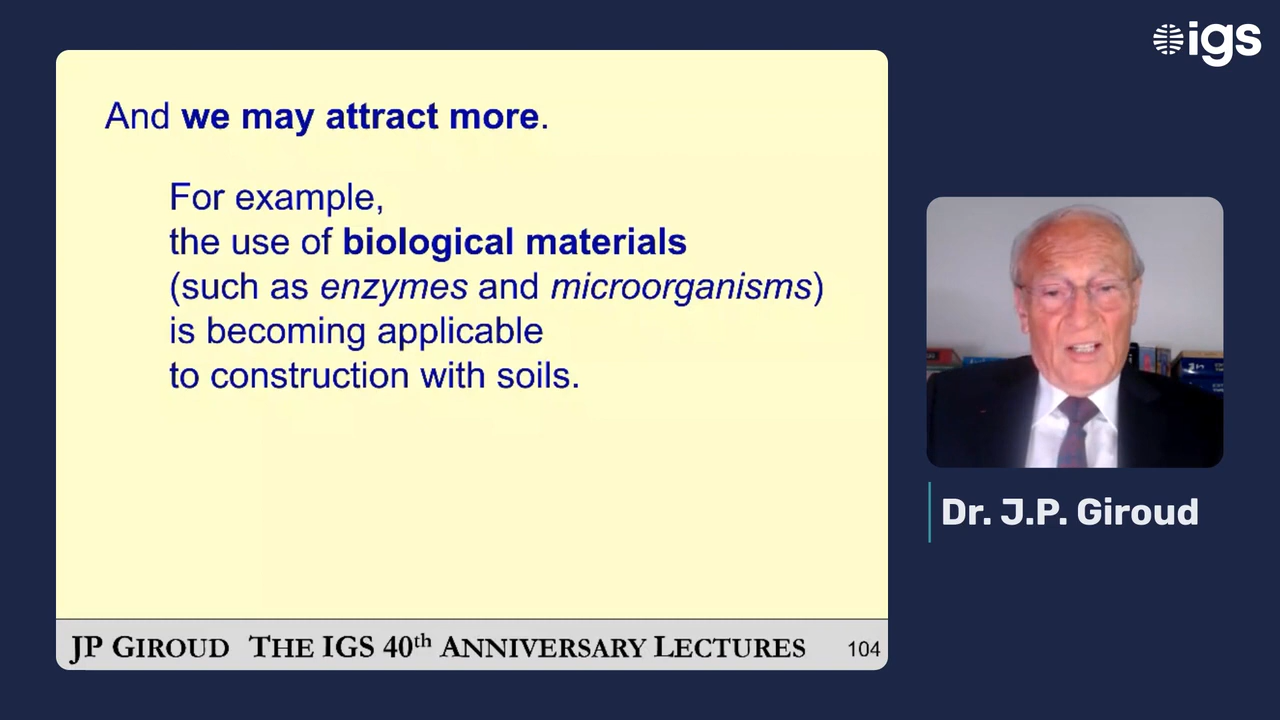 igs
And we may attract more.
For example,
the use of biological materials
(such as enzymes and microorganisms)
is becoming applicable
to construction with soils.
JP GIROUD THE IGS 40th ANNIVERSARY LECTURES 104
Dr. J.P. Giroud